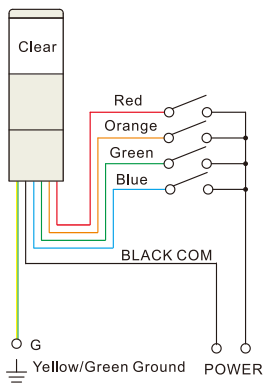 Clear
Red
Orange
Green
Blue
BLACK COM
G
Yellow/Green Ground
POWER